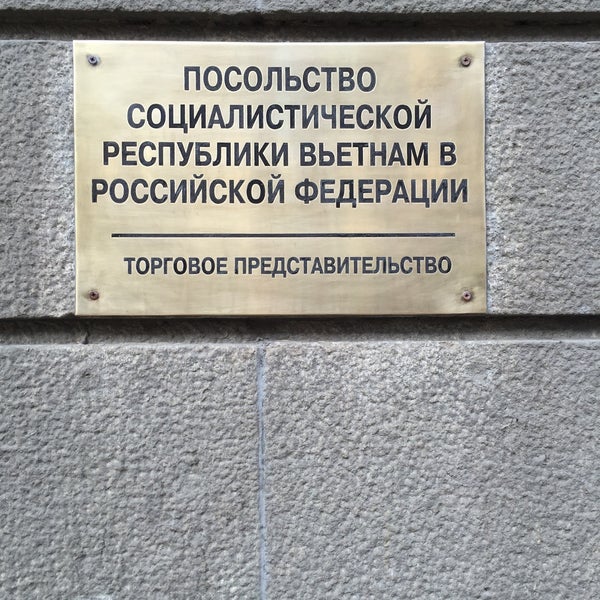 ПОСОЛЬСТВО
СОЦИАЛИСТИЧЕСКОЙ
РЕСПУБЛИКИ ВЬЕТНАМ В
РОССИЙСКОЙ ФЕДЕРАЦИИ
ТОРГОВОЕ ПРЕДСТАВИТЕЛЬСТВО